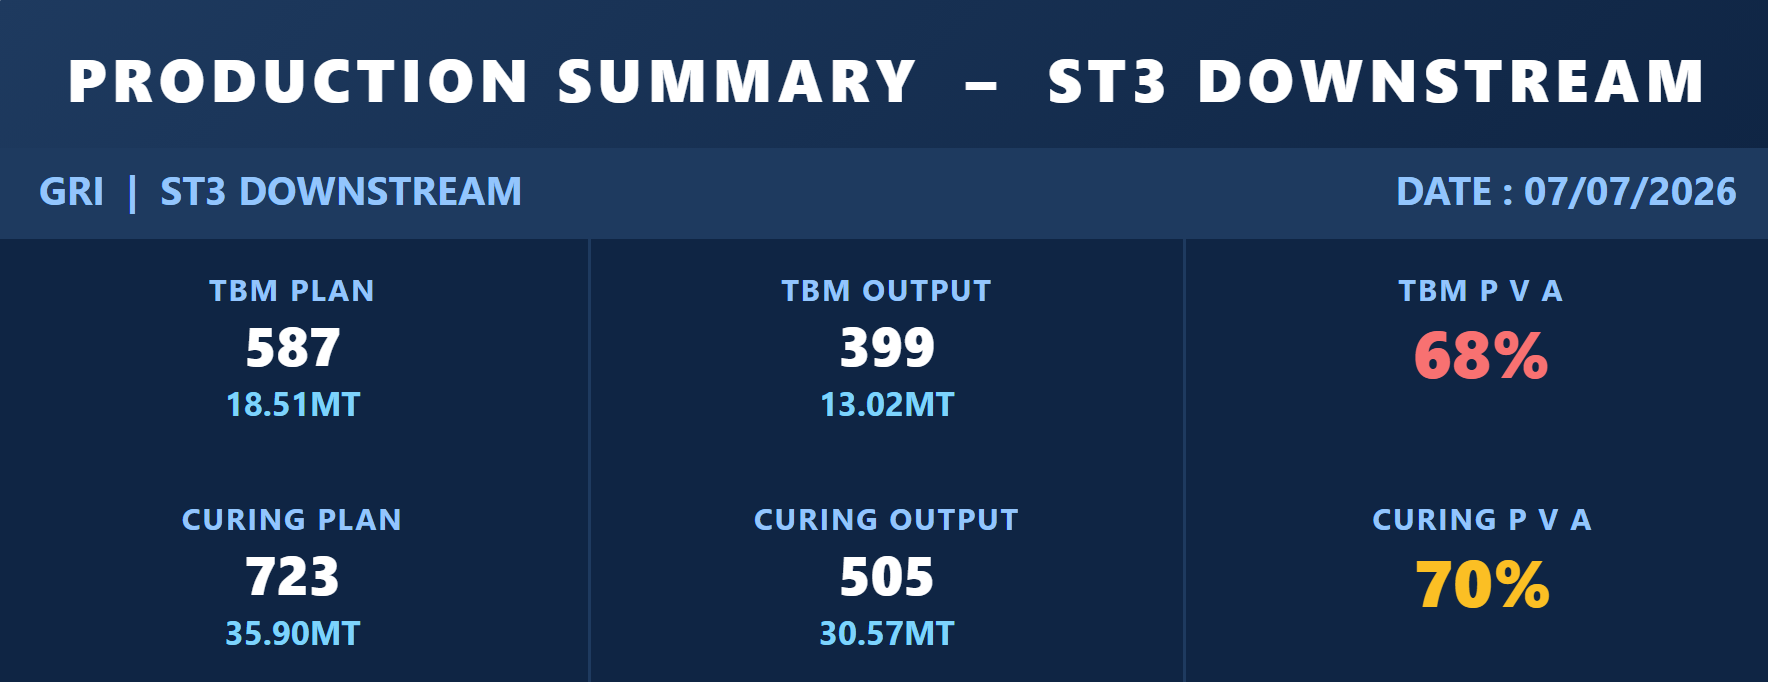 PRODUCTION SUMMARY – ST3 DOWNSTREAM
GRI | ST3 DOWNSTREAM
DATE : 07/07/2026
TBM PLAN
587
18.51MT
TBM OUTPUT
399
13.02MT
TBM P V A
68%
CURING PLAN
723
35.90MT
CURING OUTPUT
505
30.57MT
CURING P V A
70%